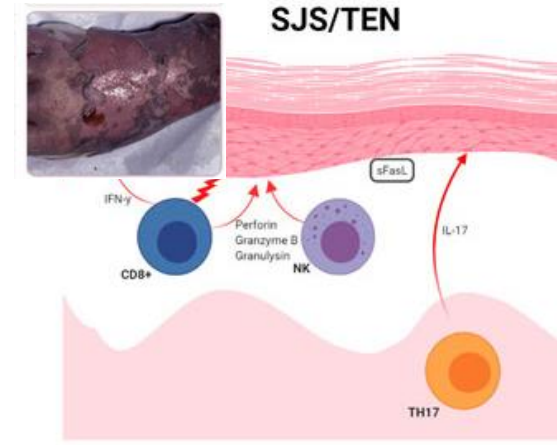 SJS/TEN
sFasL
IFN-y
Perforin
Granzyme B
Granulysin
IL-17
CD8+
NK
TH17